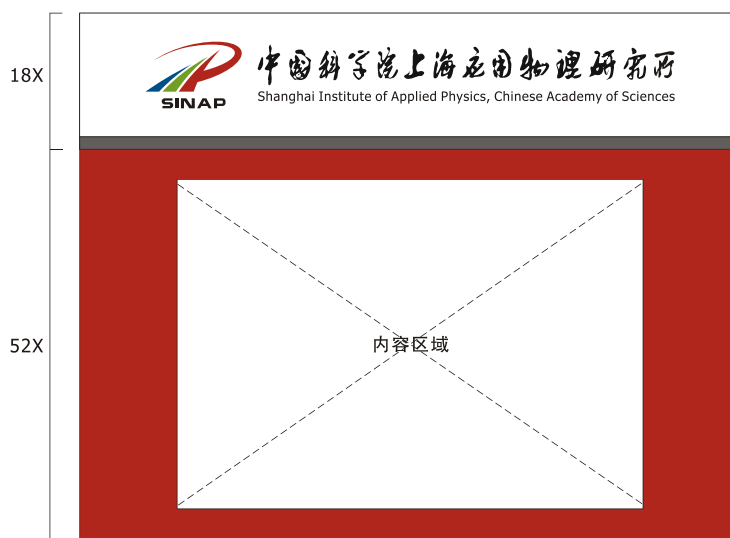 18X
SINAP
中国科学院上海应用物理研究所
Shanghai Institute of Applied Physics, Chinese Academy of Sciences
52X
内容区域